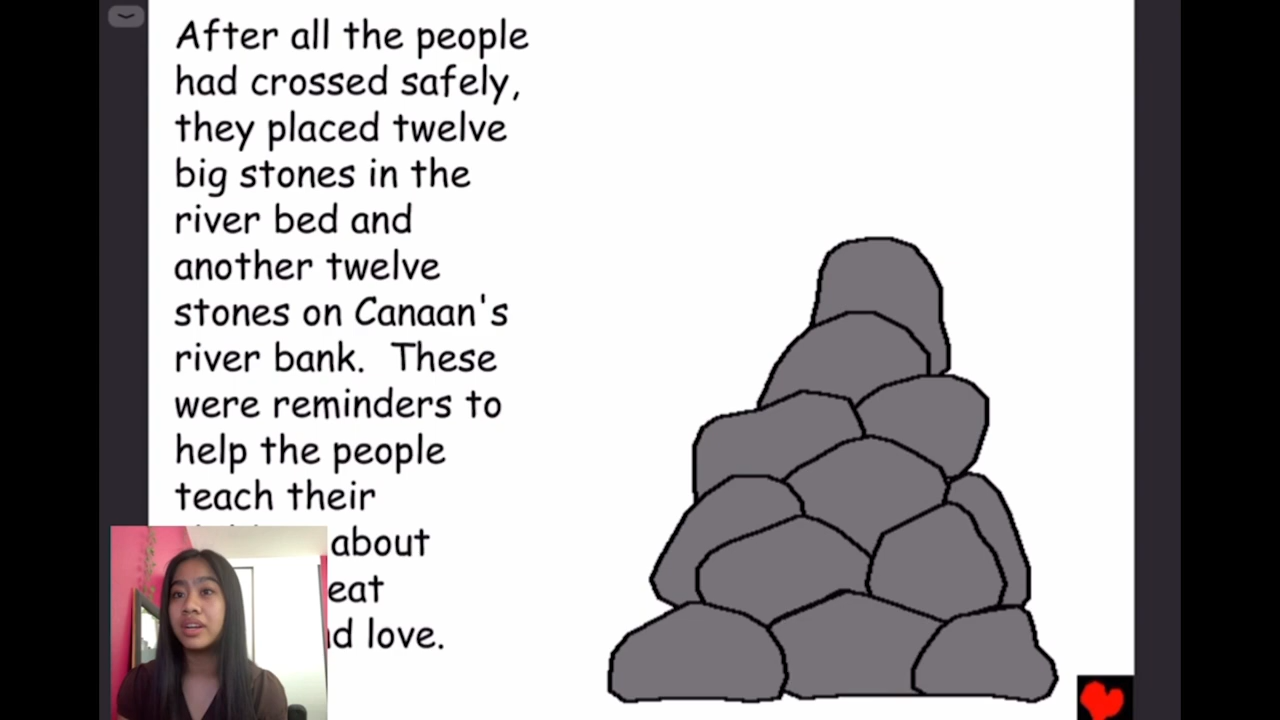 After all the people
had crossed safely,
they placed twelve
big stones in the
river bed and
another twelve
stones on Canaan's
river bank.  These
were reminders to
help the people
teach their
about
love.